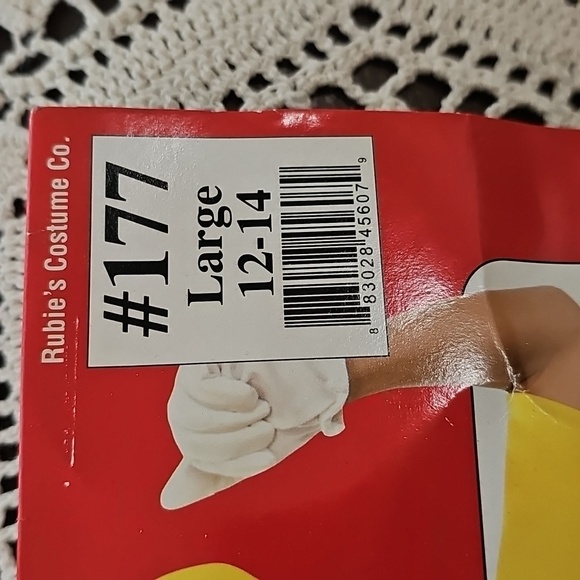 Rubie's Costume Co.
#177
Large
12-14
8 83028 45607 9